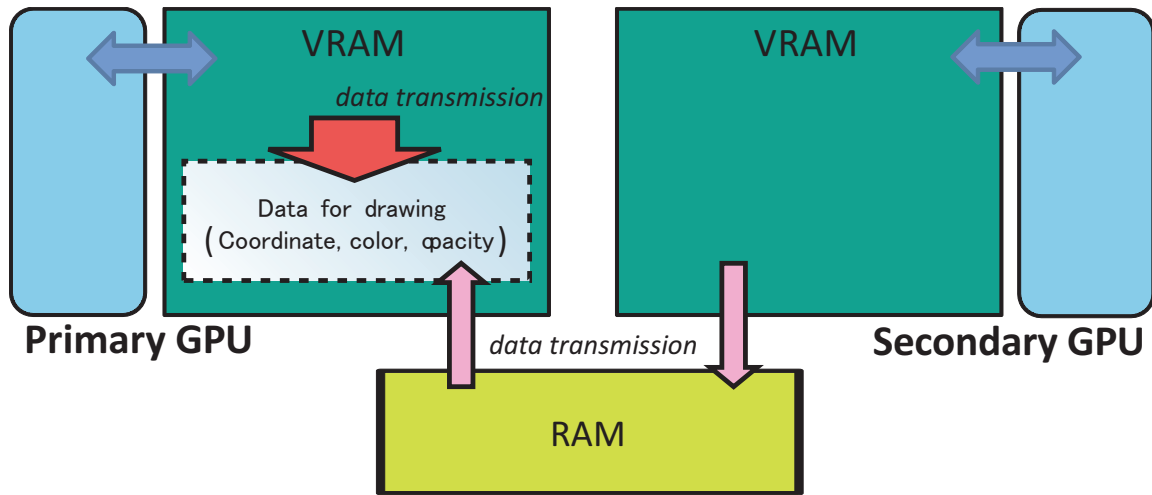 VRAM
VRAM
data transmission
Data for drawing
(Coordinate, color, opacity)
Primary GPU
Secondary GPU
data transmission
RAM